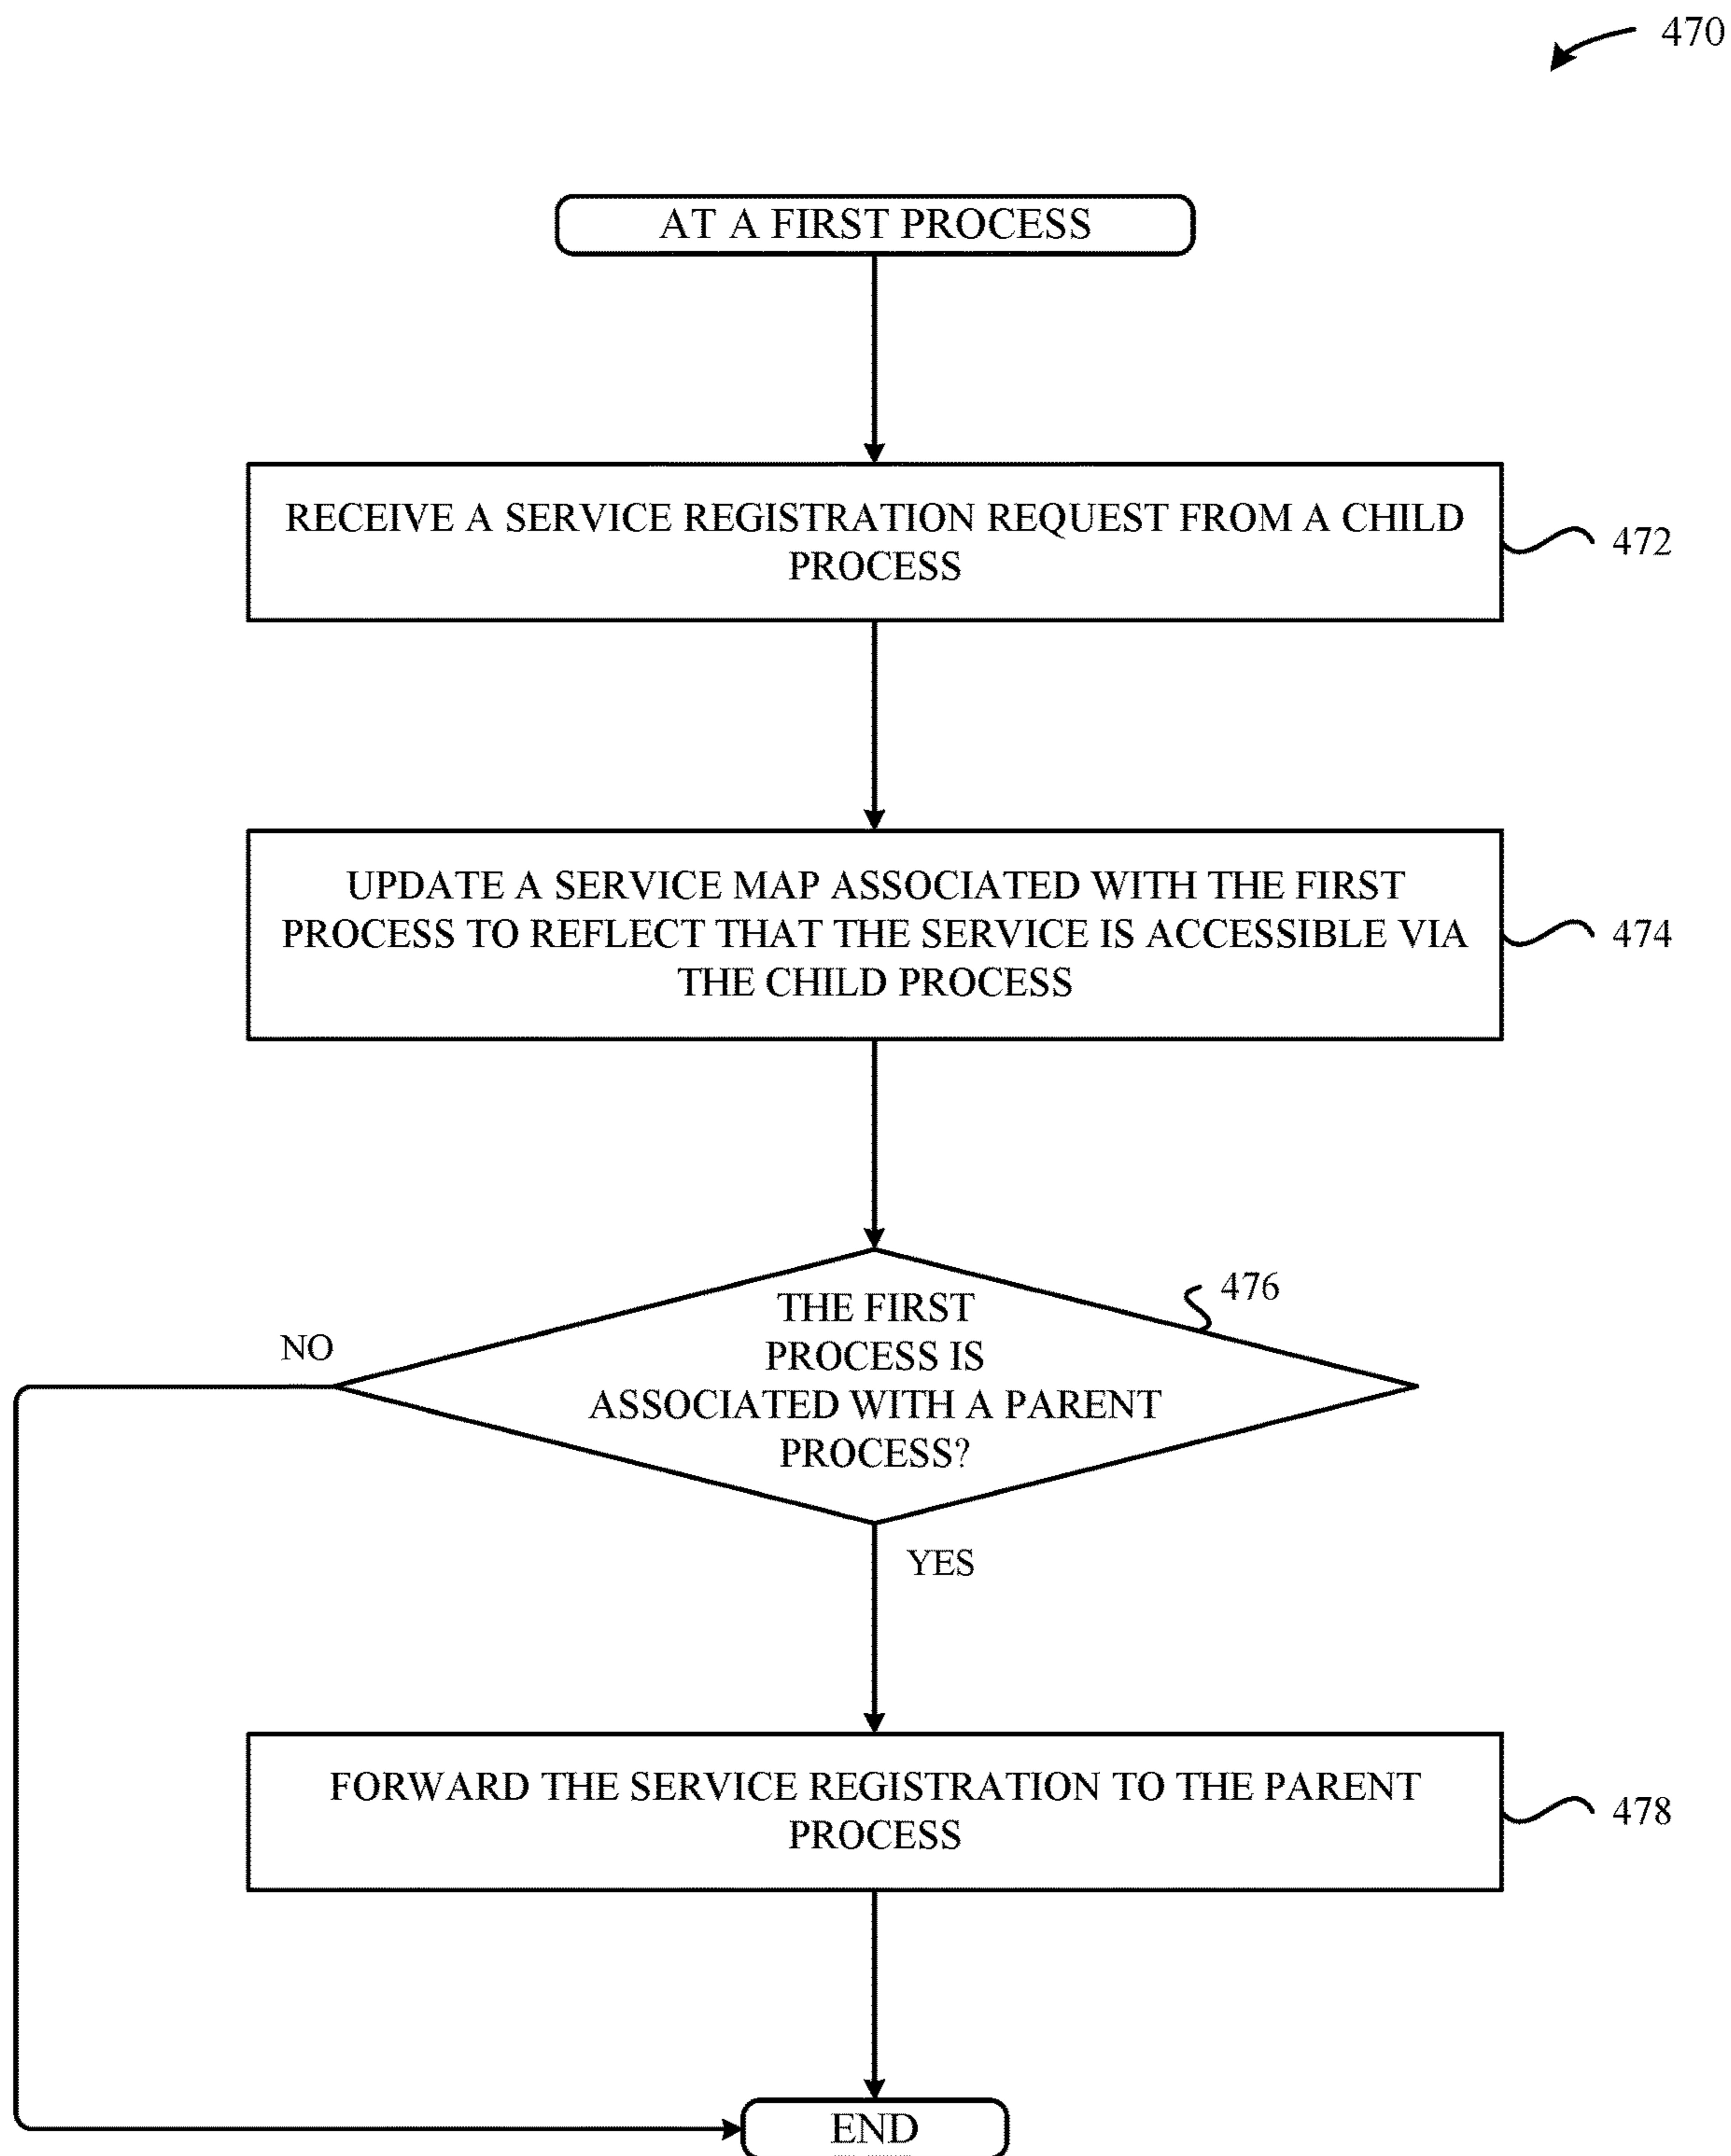 470
AT A FIRST PROCESS
RECEIVE A SERVICE REGISTRATION REQUEST FROM A CHILD
PROCESS
472
UPDATE A SERVICE MAP ASSOCIATED WITH THE FIRST
PROCESS TO REFLECT THAT THE SERVICE IS ACCESSIBLE VIA
THE CHILD PROCESS
474
THE FIRST
PROCESS IS
ASSOCIATED WITH A PARENT
PROCESS?
476
NO
YES
FORWARD THE SERVICE REGISTRATION TO THE PARENT
PROCESS
478
END